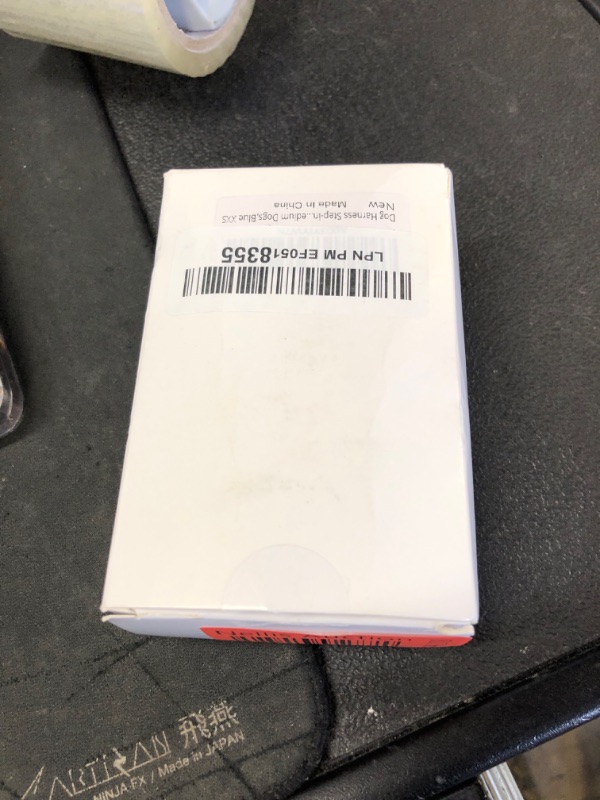 Dog Harness Step-in...edium Dogs,Blue XXS
New Made In China
LPN PM EF0518355
ARTISAN 飛燕
NINJA FX / Made in JAPAN